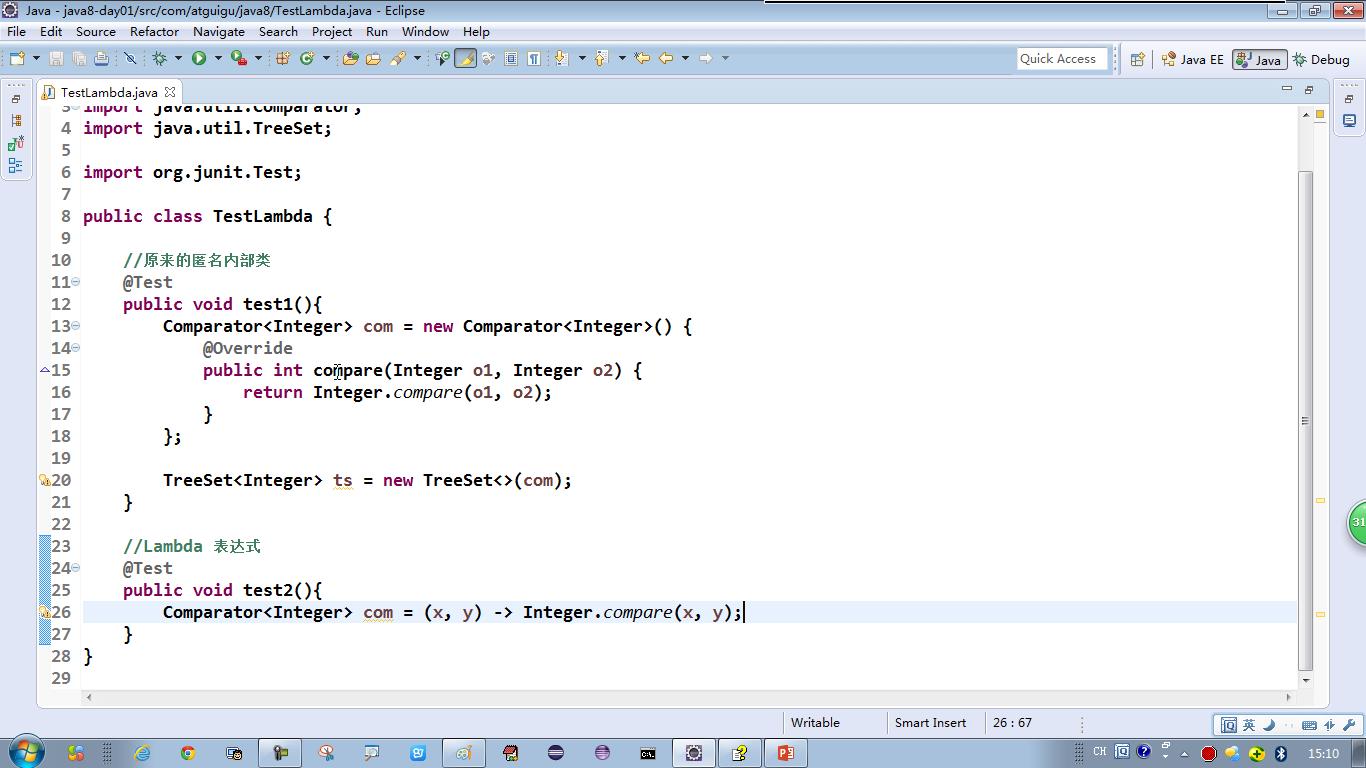 Java - java8-day01/src/com/atguigu/java8/TestLambda.java - Eclipse
File Edit Source Refactor Navigate Search Project Run Window Help
Quick Access Java EE Java Debug
TestLambda.java
3 import java.util.Comparator;
4 import java.util.TreeSet;
5
6 import org.junit.Test;
7
8 public class TestLambda {
9
10 //原来的匿名内部类
11 @Test
12 public void test1(){
13 Comparator<Integer> com = new Comparator<Integer>() {
14 @Override
15 public int compare(Integer o1, Integer o2) {
16 return Integer.compare(o1, o2);
17 }
18 };
19
20 TreeSet<Integer> ts = new TreeSet<>(com);
21 }
22
23 //Lambda 表达式
24 @Test
25 public void test2(){
26 Comparator<Integer> com = (x, y) -> Integer.compare(x, y);
27 }
28 }
29
31
Writable Smart Insert 26 : 67
英
CH 15:10